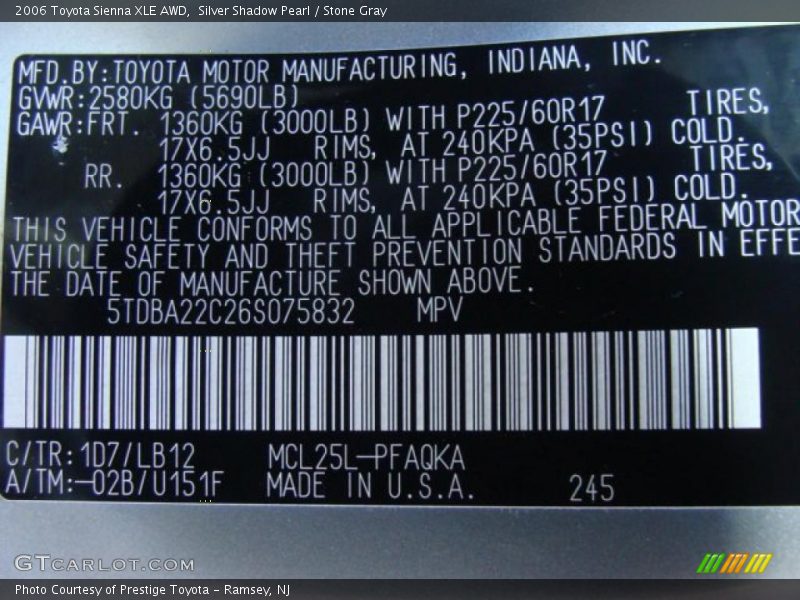 2006 Toyota Sienna XLE AWD,  Silver Shadow Pearl / Stone Gray
MFD.BY:TOYOTA MOTOR MANUFACTURING, INDIANA, INC.
GVWR:2580KG (5690LB)
GAWR:FRT. 1360KG (3000LB) WITH P225/60R17 TIRES,
17X6.5JJ RIMS, AT 240KPA (35PSI) COLD.
RR. 1360KG (3000LB) WITH P225/60R17 TIRES,
17X6.5JJ RIMS, AT 240KPA (35PSI) COLD.
THIS VEHICLE CONFORMS TO ALL APPLICABLE FEDERAL MOTOR
VEHICLE SAFETY AND THEFT PREVENTION STANDARDS IN EFFE
THE DATE OF MANUFACTURE SHOWN ABOVE.
5TDBA22C26S075832 MPV
C/TR:1D7/LB12 MCL25L-PFAQKA
A/TM:-02B/U151F MADE IN U.S.A. 245
GTCARLOT.COM
Photo Courtesy of Prestige Toyota - Ramsey, NJ